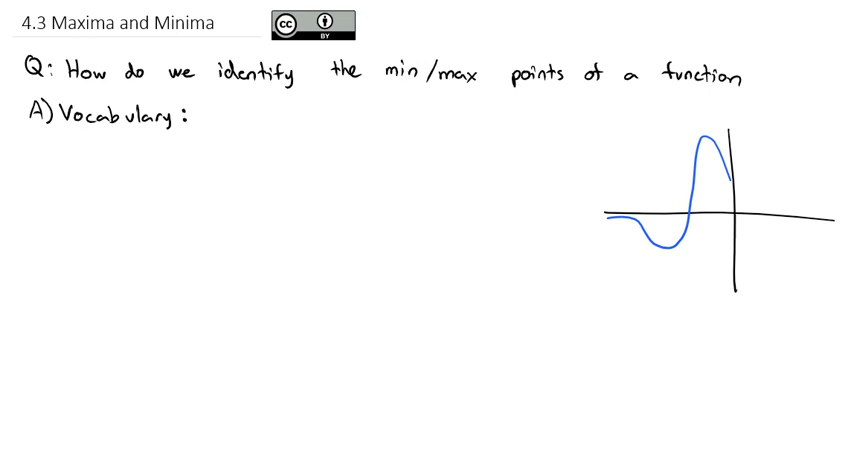 4.3 Maxima and Minima
cc BY
Q: How do we identify the min/max points of a function
A) Vocabulary: